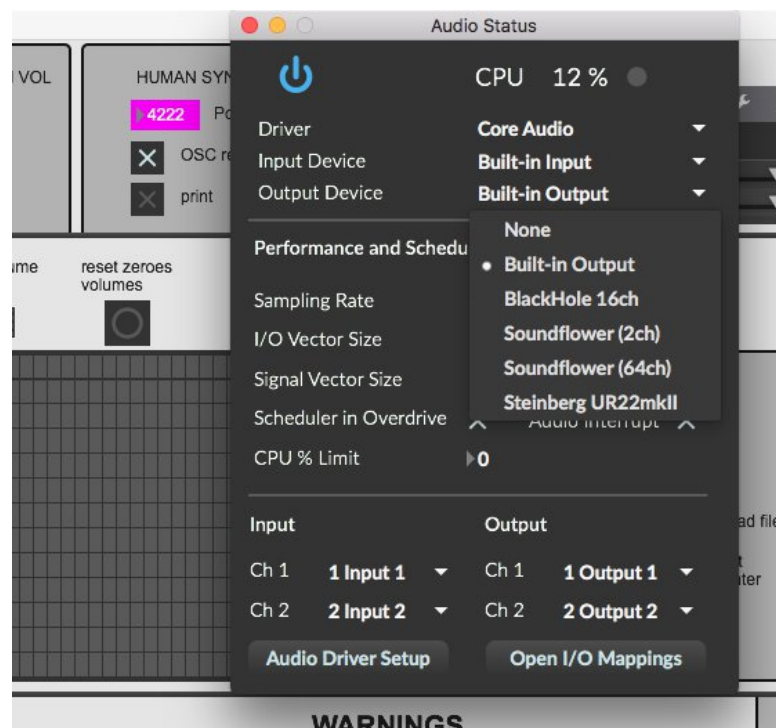 Audio Status
VOL
HUMAN SYN
4222
OSC re
print
CPU 12 %
Driver Core Audio
Input Device Built-in Input
Output Device Built-in Output
None
Built-in Output
BlackHole 16ch
Soundflower (2ch)
Soundflower (64ch)
Steinberg UR22mkII
Performance and Schedu
Sampling Rate
I/O Vector Size
Signal Vector Size
Scheduler in Overdrive Audio Interrupt
CPU % Limit 0
reset zeroes
volumes
Input Output
Ch 1 1 Input 1 Ch 1 1 Output 1
Ch 2 2 Input 2 Ch 2 2 Output 2
Audio Driver Setup Open I/O Mappings
ad file
WARNINGS